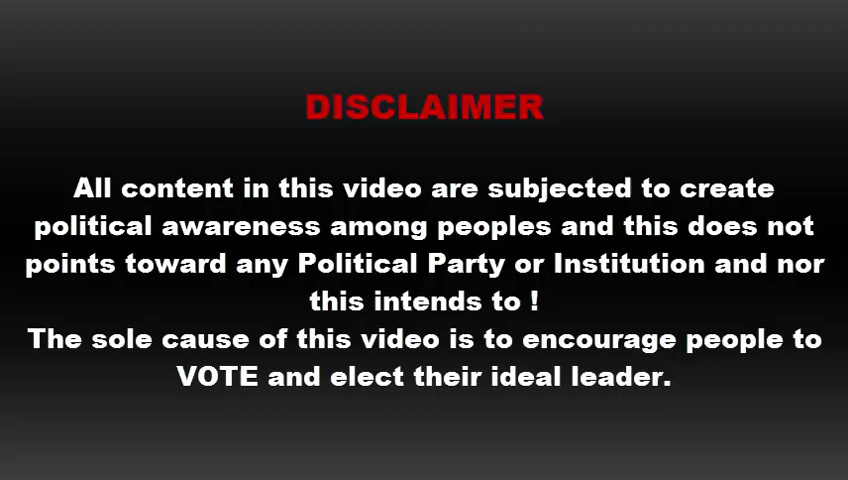 DISCLAIMER
All content in this video are subjected to create
political awareness among peoples and this does not
points toward any Political Party or Institution and nor
this intends to !
The sole cause of this video is to encourage people to
VOTE and elect their ideal leader.